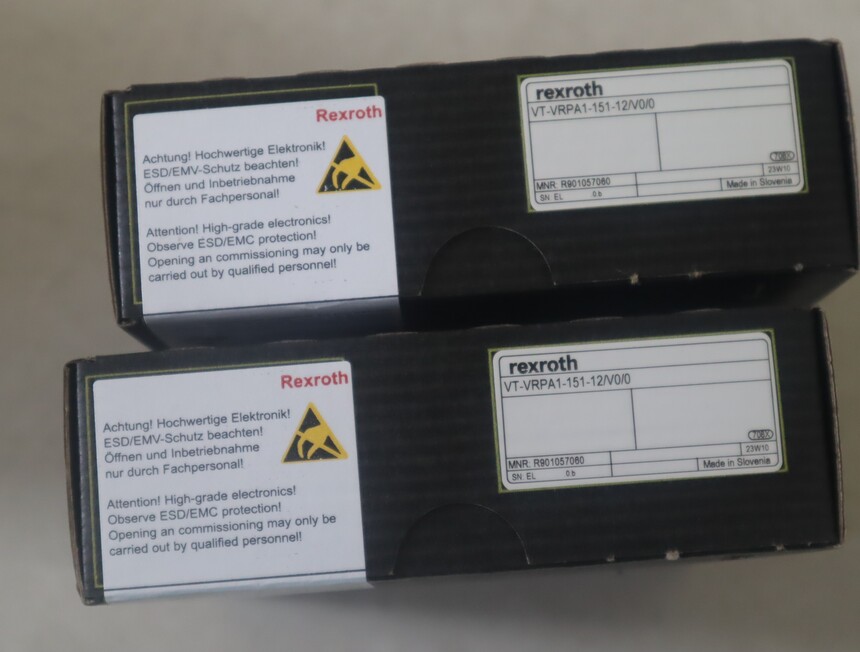 Rexroth
Achtung! Hochwertige Elektronik!
ESD/EMV-Schutz beachten!
Öffnen und Inbetriebnahme
nur durch Fachpersonal!
Attention! High-grade electronics!
Observe ESD/EMC protection!
Opening an commissioning may only be
carried out by qualified personnel!
rexroth
VT-VRPA1-151-12/V0/0
706X
23W10
MNR: R901057060
Made in Slovenia
SN: EL 0 b
Rexroth
Achtung! Hochwertige Elektronik!
ESD/EMV-Schutz beachten!
Öffnen und Inbetriebnahme
nur durch Fachpersonal!
Attention! High-grade electronics!
Observe ESD/EMC protection!
Opening an commissioning may only be
carried out by qualified personnel!
rexroth
VT-VRPA1-151-12/V0/0
706X
23W10
MNR: R901057060
Made in Slovenia
SN: EL 0 b